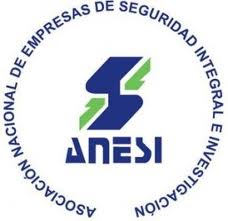 ASOCIACIÓN NACIONAL DE EMPRESAS DE SEGURIDAD INTEGRAL E INVESTIGACIÓN
ANESI